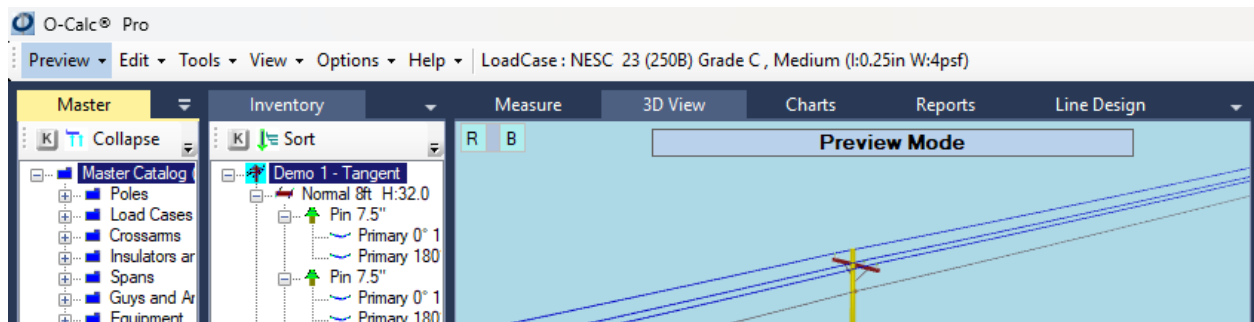 O-Calc® Pro
Preview Edit Tools View Options Help LoadCase : NESC 23 (250B) Grade C , Medium (I:0.25in W:4psf)
Master Inventory Measure 3D View Charts Reports Line Design
K Collapse K Sort R B
Preview Mode
Master Catalog (
Poles
Load Cases
Crossarms
Insulators ar
Spans
Guys and Ar
Equipment
Demo 1 - Tangent
Normal 8ft H:32.0
Pin 7.5"
Primary 0° 1
Primary 180
Pin 7.5"
Primary 0° 1
Primary 180